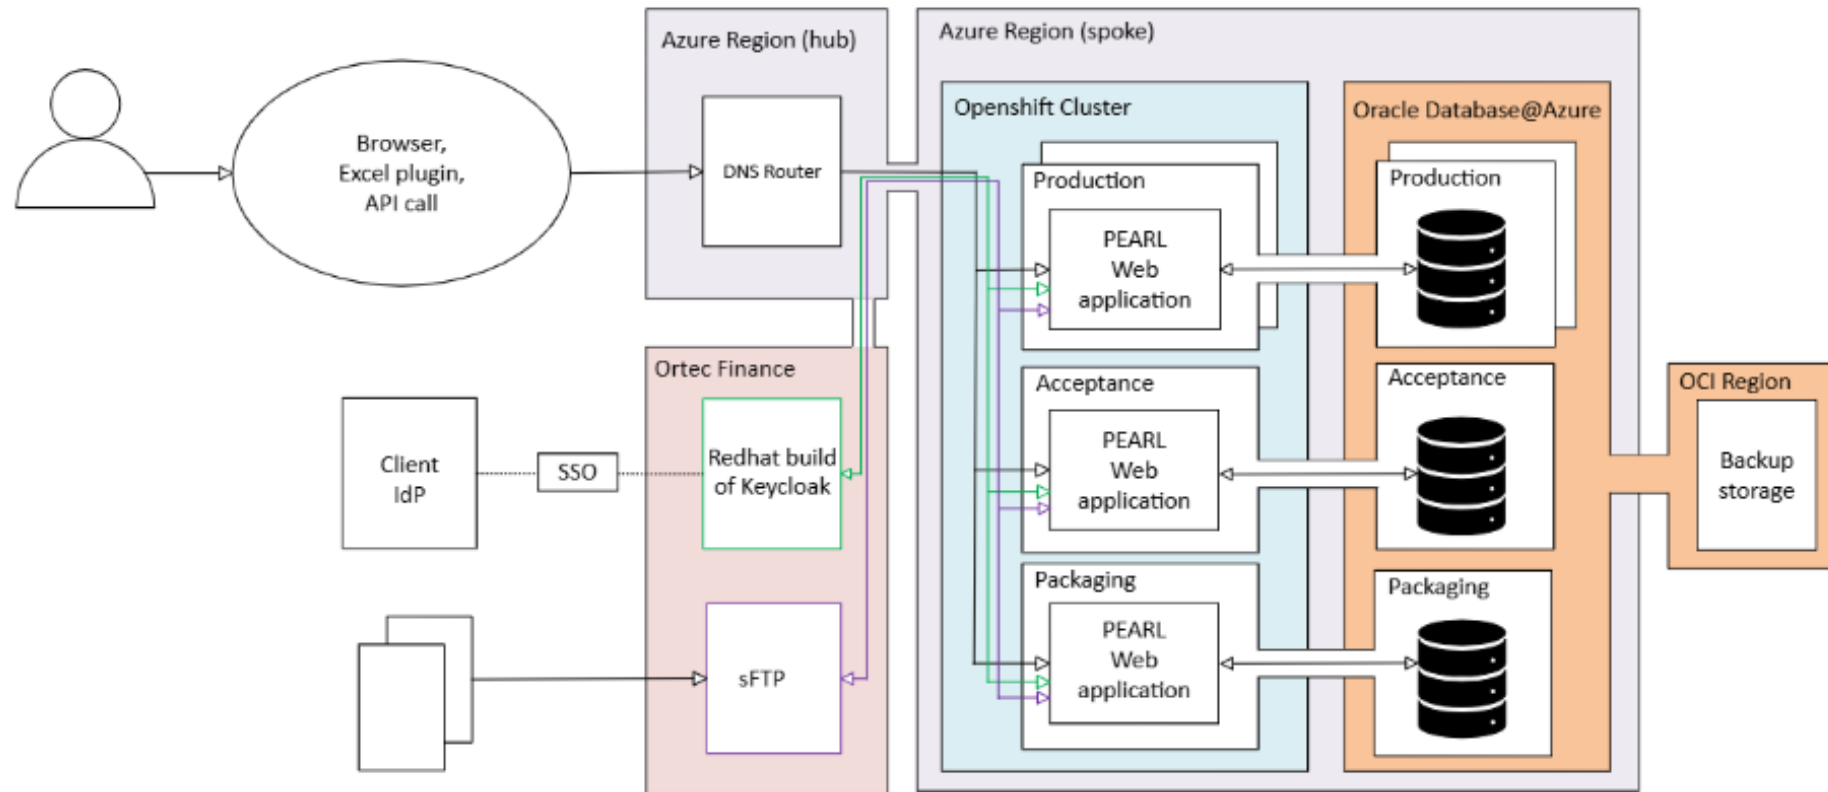 Azure Region (hub)
Azure Region (spoke)
Browser,
Excel plugin,
API call
DNS Router
Openshift Cluster
Production
PEARL
Web
application
Acceptance
PEARL
Web
application
Packaging
PEARL
Web
application
Oracle Database@Azure
Production
Acceptance
Packaging
OCI Region
Backup
storage
Ortec Finance
Client
IdP
SSO
Redhat build
of Keycloak
sFTP